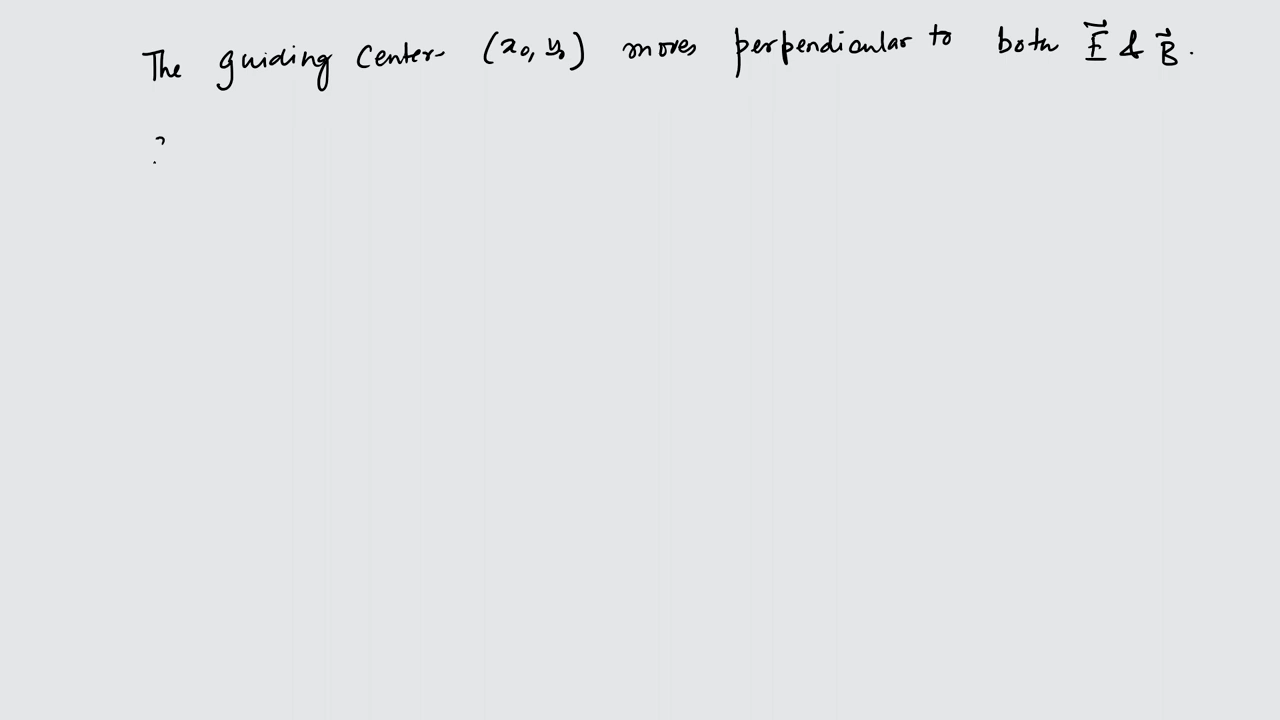 The guiding center (x₀, y₀) moves perpendicular to both E⃗ & B⃗.